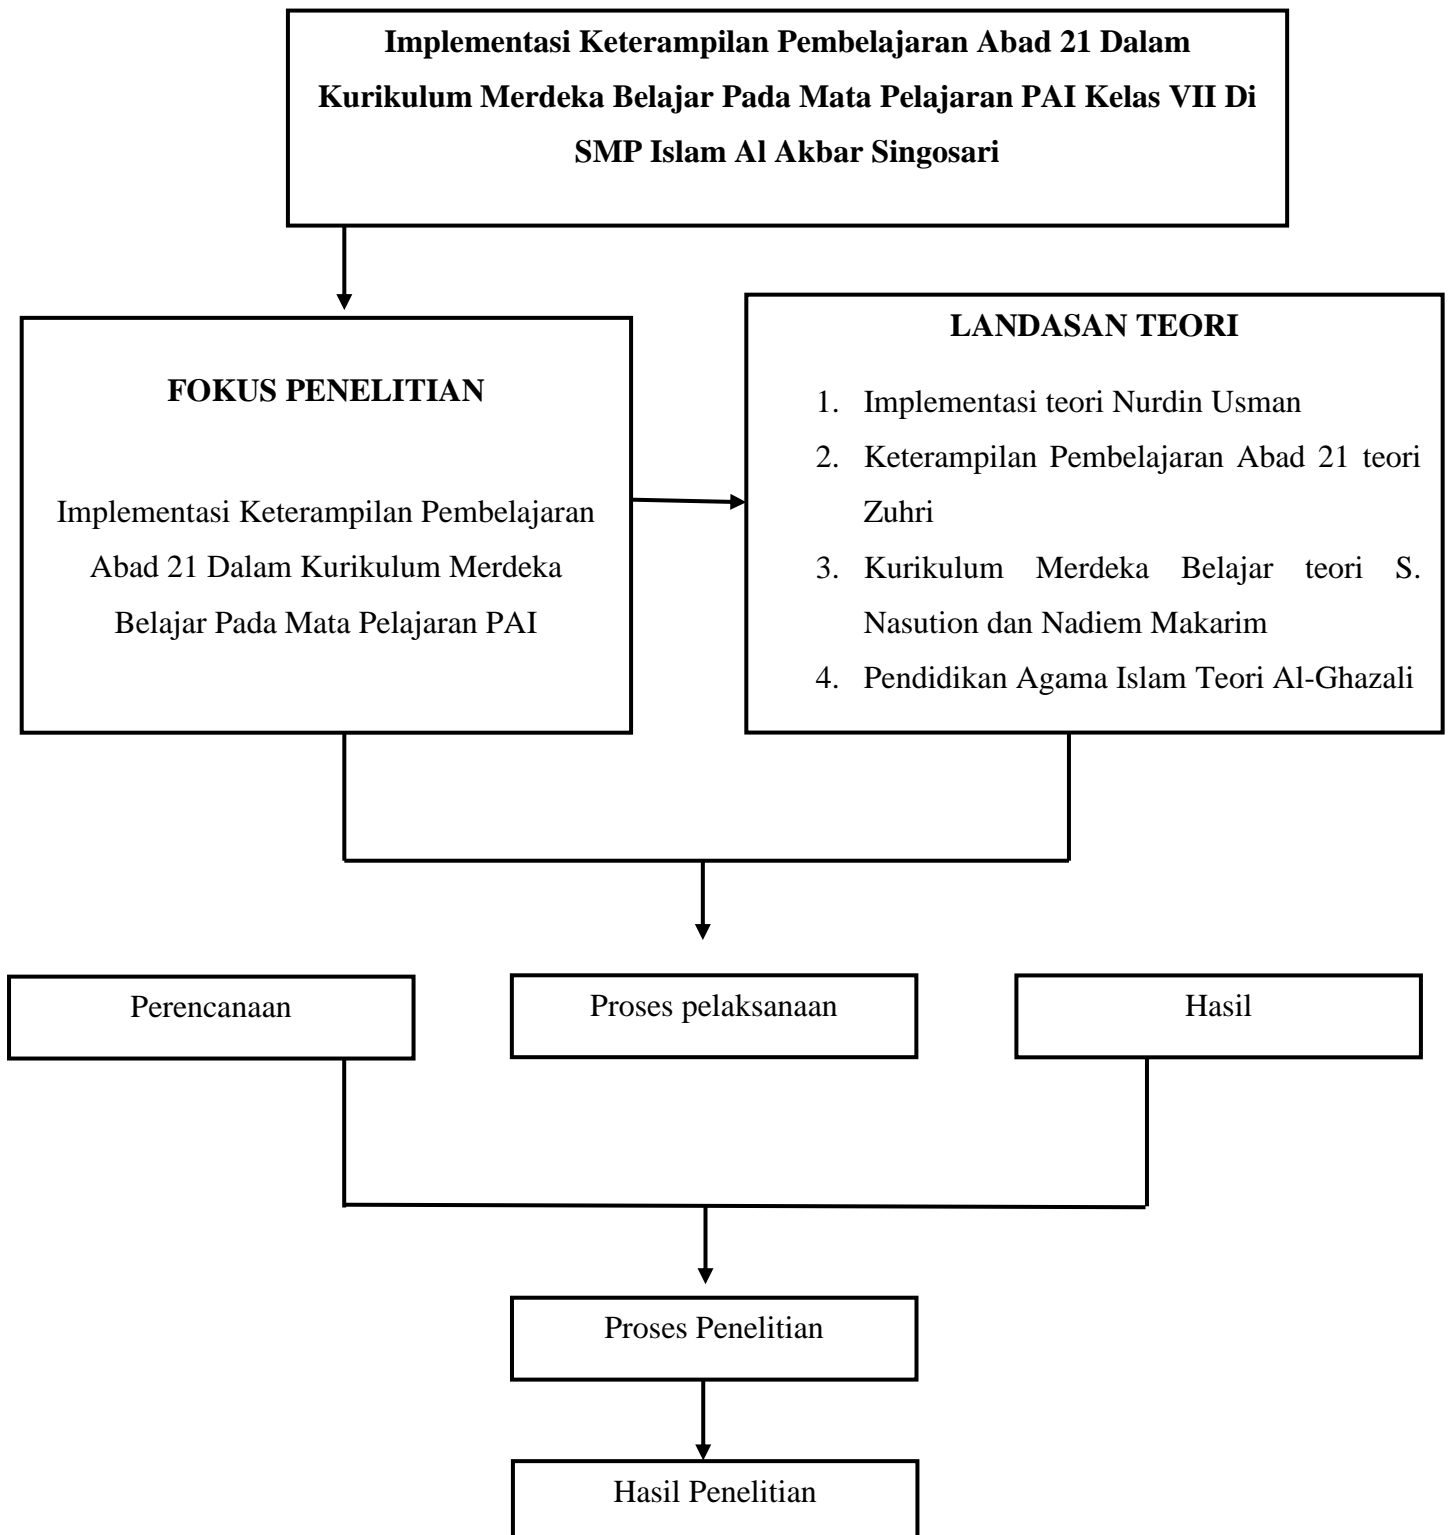 Implementasi Keterampilan Pembelajaran Abad 21 Dalam
Kurikulum Merdeka Belajar Pada Mata Pelajaran PAI Kelas VII Di
SMP Islam Al Akbar Singosari
FOKUS PENELITIAN
Implementasi Keterampilan Pembelajaran
Abad 21 Dalam Kurikulum Merdeka
Belajar Pada Mata Pelajaran PAI
LANDASAN TEORI
1. Implementasi teori Nurdin Usman
2. Keterampilan Pembelajaran Abad 21 teori
Zuhri
3. Kurikulum Merdeka Belajar teori S.
Nasution dan Nadiem Makarim
4. Pendidikan Agama Islam Teori Al-Ghazali
Perencanaan
Proses pelaksanaan
Hasil
Proses Penelitian
Hasil Penelitian